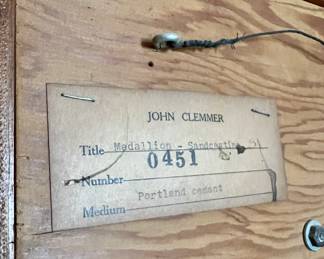 JOHN CLEMMER
Title Medallion - Sandcasting
0451
Number
Portland cement
Medium